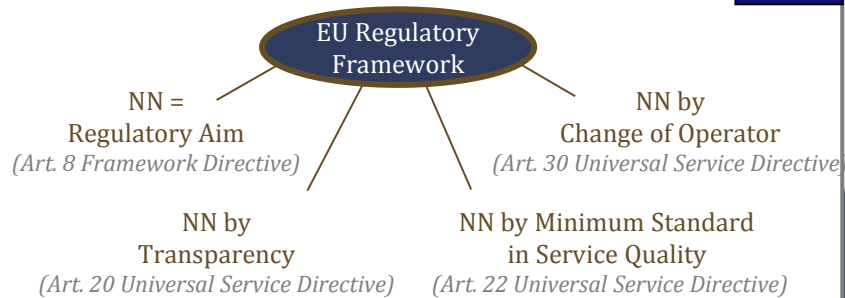 EU Regulatory
Framework
NN =
Regulatory Aim
(Art. 8 Framework Directive)
NN by
Change of Operator
(Art. 30 Universal Service Directive)
NN by
Transparency
(Art. 20 Universal Service Directive)
NN by Minimum Standard
in Service Quality
(Art. 22 Universal Service Directive)